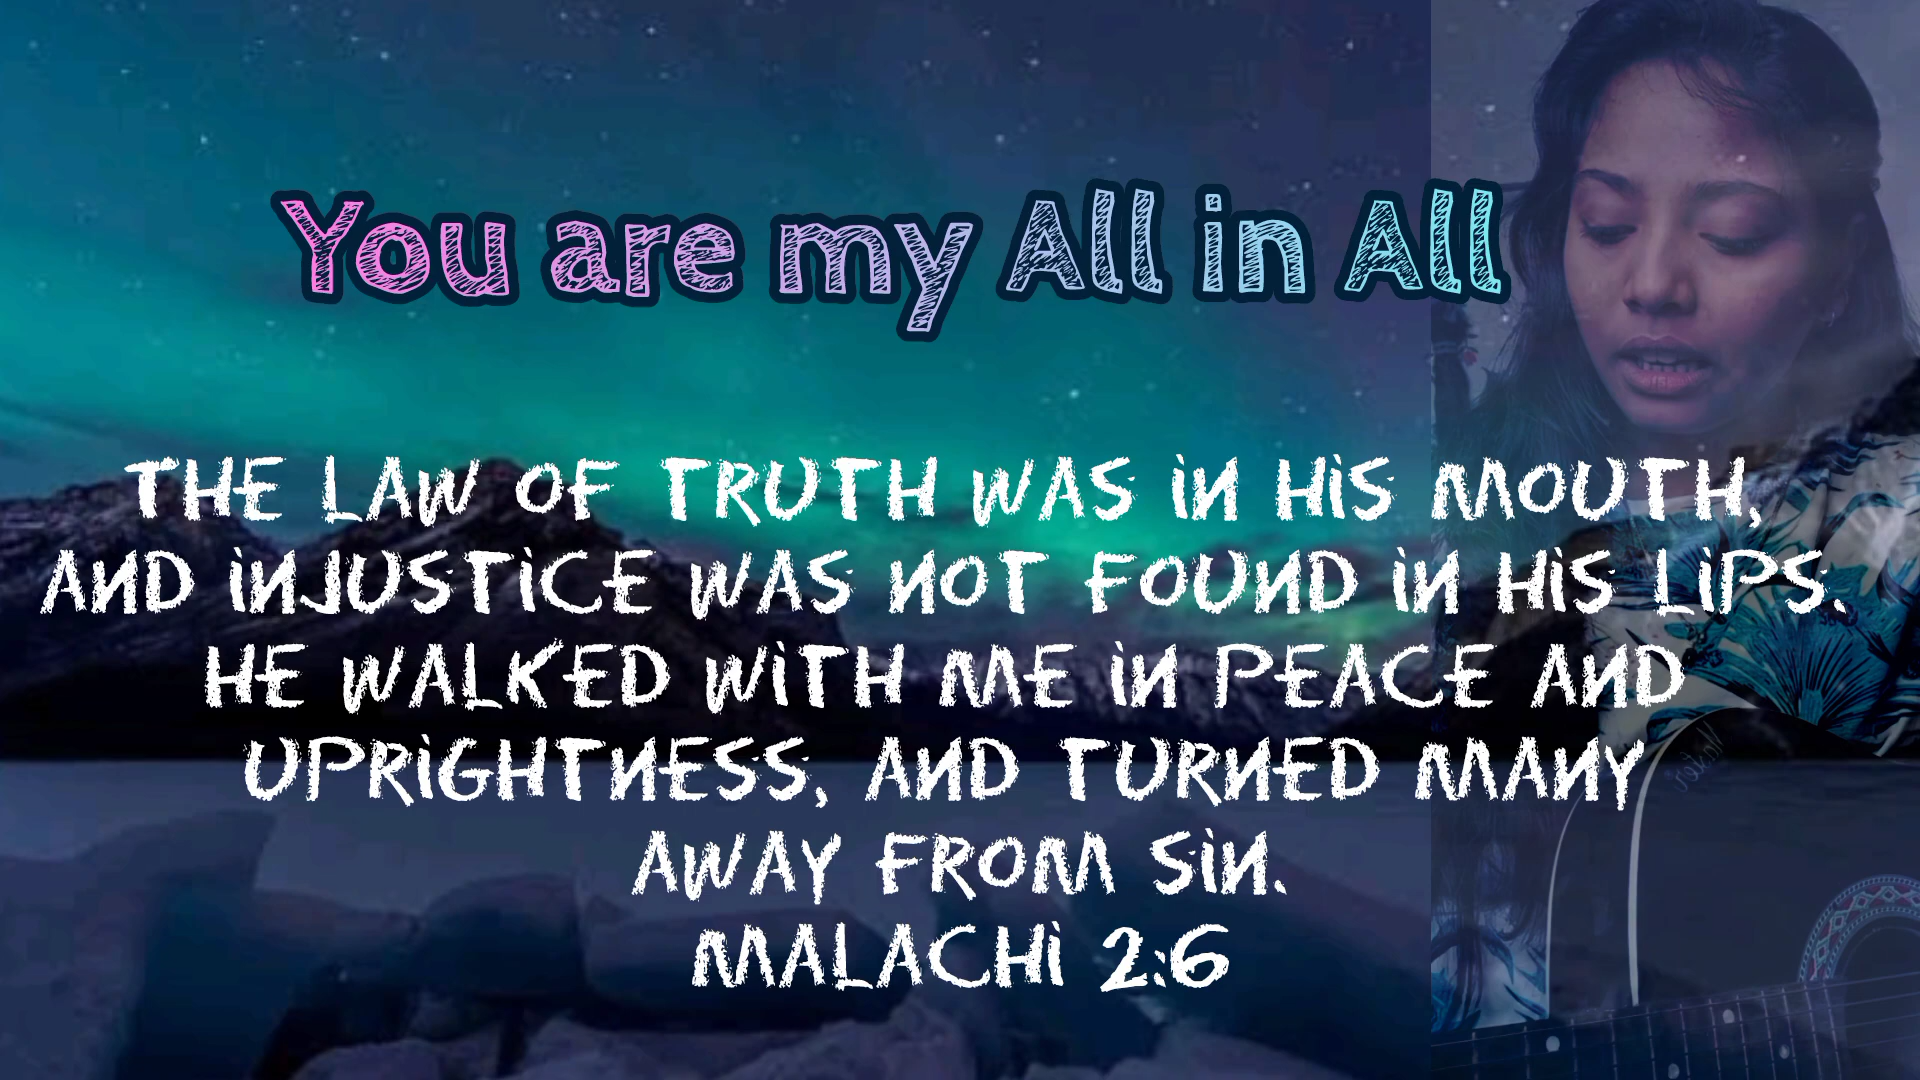 You are my All in All
THE LAW OF TRUTH WAS iN HiS MOUTH,
AND iNJUSTiCE WAS NOT FOUND iN HiS LiPS.
HE WALKED WiTH ME iN PEACE AND
UPRiGHTNESS, AND TURNED MANY
AWAY FROM SiN.
MALACHi 2:6